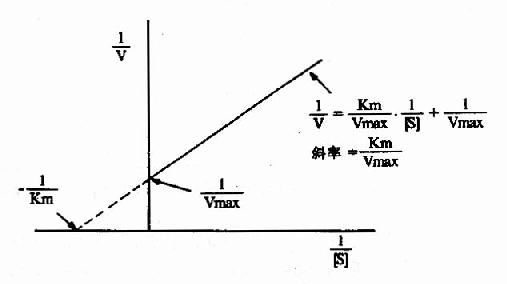 1/V
1/V = Km/Vmax · 1/[S] + 1/Vmax
斜率 = Km/Vmax
-1/Km
1/Vmax
1/[S]